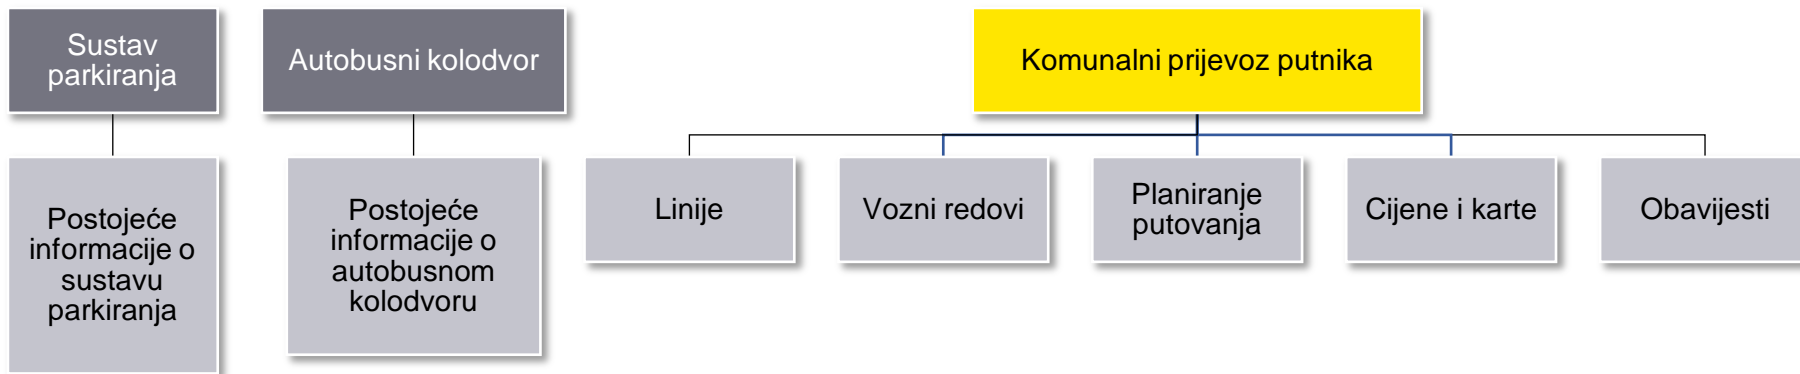 Sustav
parkiranja
Autobusni kolodvor
Komunalni prijevoz putnika
Postojeće
informacije o
sustavu
parkiranja
Postojeće
informacije o
autobusnom
kolodvoru
Linije
Vozni redovi
Planiranje
putovanja
Cijene i karte
Obavijesti